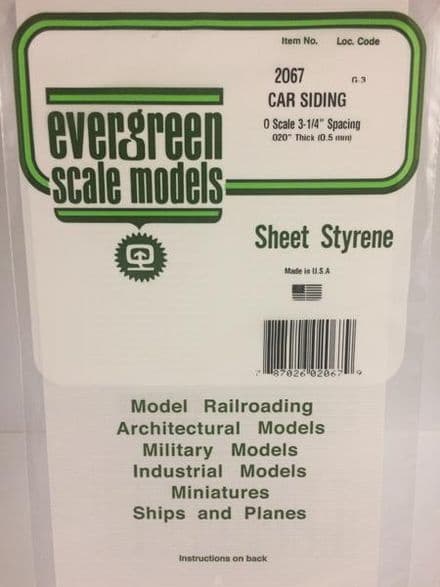 Item No. Loc. Code
2067 G-3
CAR SIDING
O Scale 3-1/4" Spacing
.020" Thick (0.5 mm)
evergreen
scale models
Sheet Styrene
Made in U.S.A
7 87026 02067 9
Model Railroading
Architectural Models
Military Models
Industrial Models
Miniatures
Ships and Planes
Instructions on back